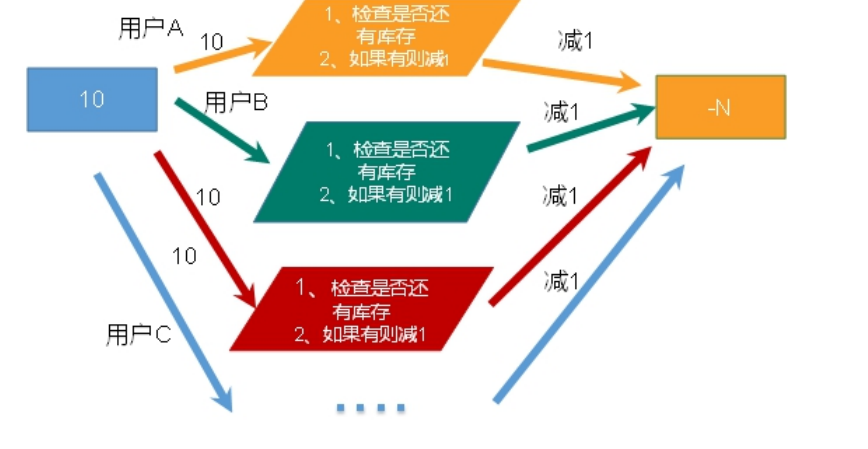 用户A
10
1、检查是否还
有库存
2、如果有则减1
减1
10
用户B
减1
-N
1、检查是否还
有库存
2、如果有则减1
10
减1
10
1、检查是否还
有库存
2、如果有则减1
减1
用户C